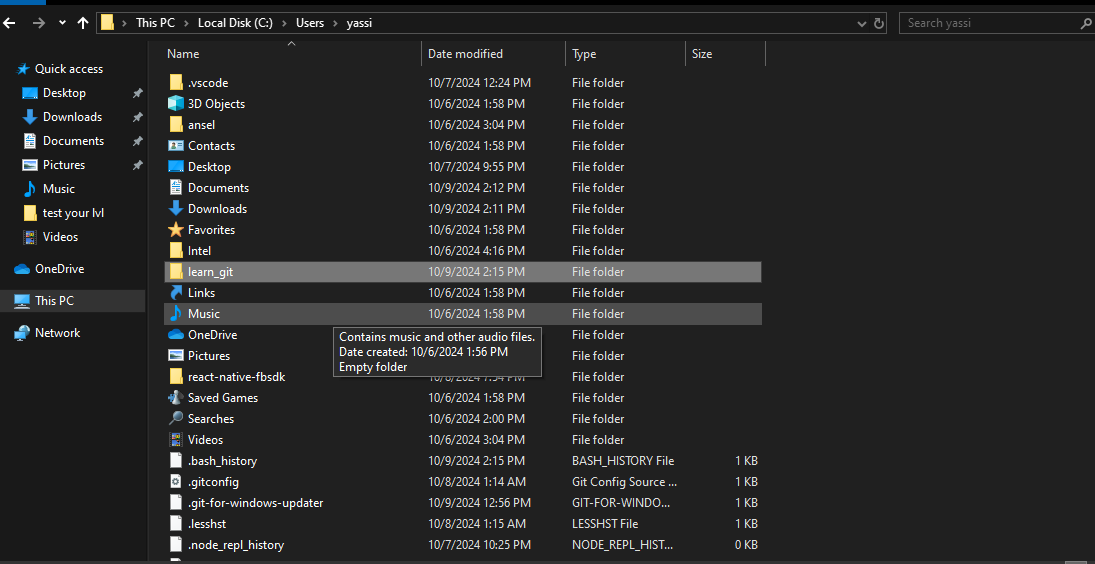 This PC > Local Disk (C:) > Users > yassi
Search yassi
Quick access
Desktop
Downloads
Documents
Pictures
Music
test your lvl
Videos
OneDrive
This PC
Network
Name Date modified Type Size
.vscode 10/7/2024 12:24 PM File folder
3D Objects 10/6/2024 1:58 PM File folder
ansel 10/6/2024 3:04 PM File folder
Contacts 10/6/2024 1:58 PM File folder
Desktop 10/7/2024 9:55 PM File folder
Documents 10/9/2024 2:12 PM File folder
Downloads 10/9/2024 2:11 PM File folder
Favorites 10/6/2024 1:58 PM File folder
Intel 10/6/2024 4:16 PM File folder
learn_git 10/9/2024 2:15 PM File folder
Links 10/6/2024 1:58 PM File folder
Music 10/6/2024 1:58 PM File folder
OneDrive File folder
Pictures File folder
react-native-fbsdk File folder
Contains music and other audio files.
Date created: 10/6/2024 1:56 PM
Empty folder
Saved Games 10/6/2024 1:58 PM File folder
Searches 10/6/2024 2:00 PM File folder
Videos 10/6/2024 3:04 PM File folder
.bash_history 10/9/2024 2:15 PM BASH_HISTORY File 1 KB
.gitconfig 10/8/2024 1:14 AM Git Config Source ... 1 KB
.git-for-windows-updater 10/9/2024 12:56 PM GIT-FOR-WINDO... 1 KB
.lesshst 10/8/2024 1:15 AM LESSHST File 1 KB
.node_repl_history 10/7/2024 10:25 PM NODE_REPL_HIST... 0 KB